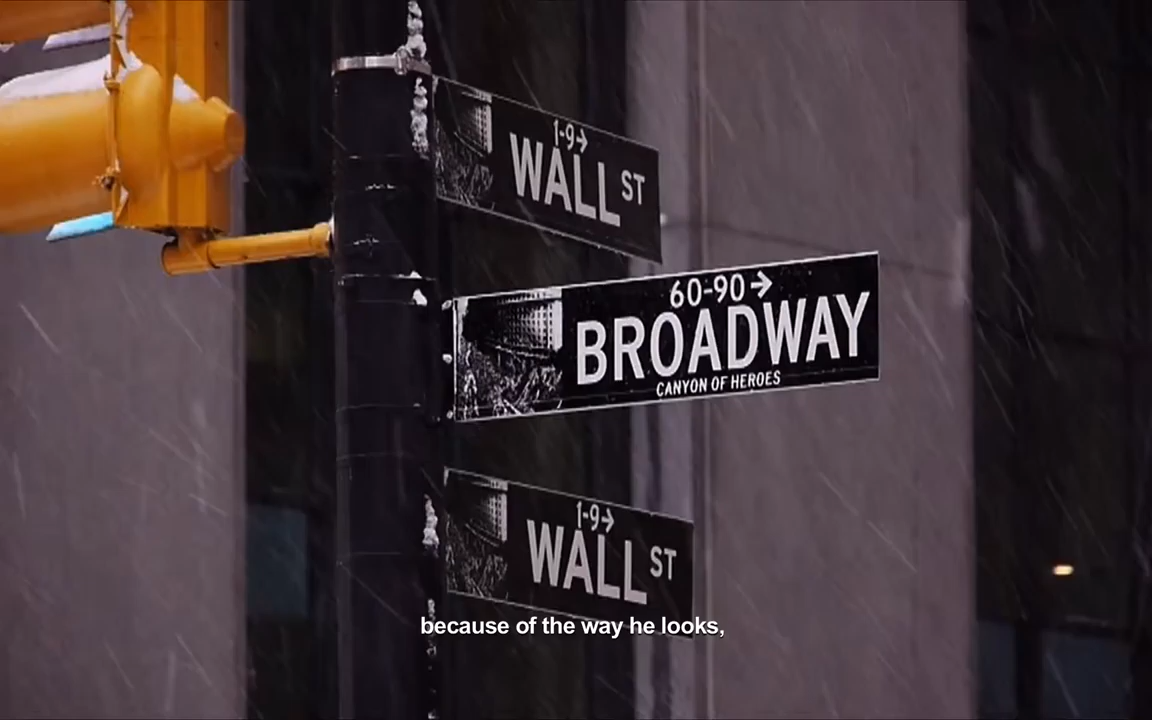 1-9→
WALL ST
60-90→
BROADWAY
CANYON OF HEROES
1-9→
WALL ST
because of the way he looks,